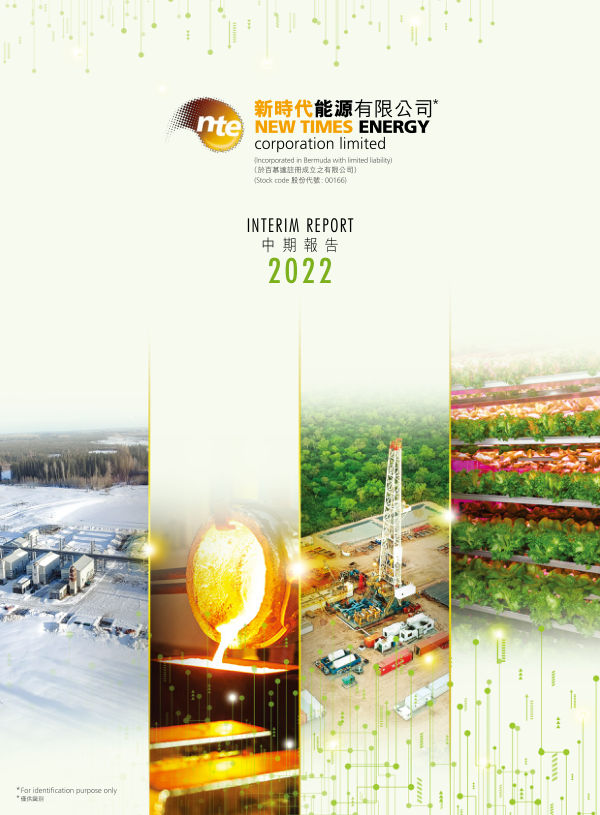 nte
新時代能源有限公司*
NEW TIMES ENERGY
corporation limited
(Incorporated in Bermuda with limited liability)
(於百慕達註冊成立之有限公司)
(Stock code 股份代號 : 00166)
INTERIM REPORT
中期報告
2022
* For identification purpose only
* 僅供識別